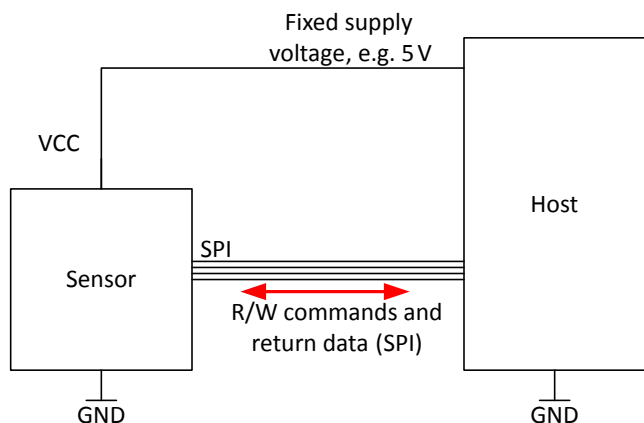 Fixed supply
voltage, e.g. 5 V
VCC
Host
SPI
Sensor
R/W commands and
return data (SPI)
GND
GND